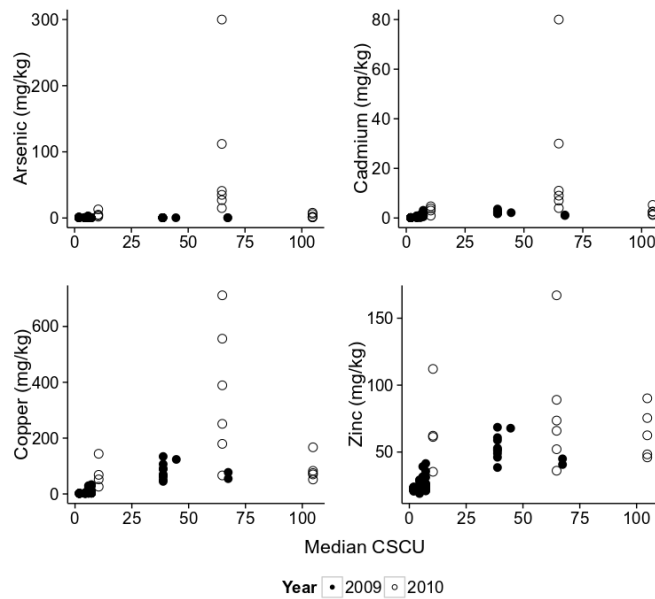 300
200
100
0
Arsenic (mg/kg)
0 25 50 75 100
80
60
40
20
0
Cadmium (mg/kg)
0 25 50 75 100
600
400
200
0
Copper (mg/kg)
0 25 50 75 100
150
100
50
Zinc (mg/kg)
0 25 50 75 100
Median CSCU
Year 2009 2010